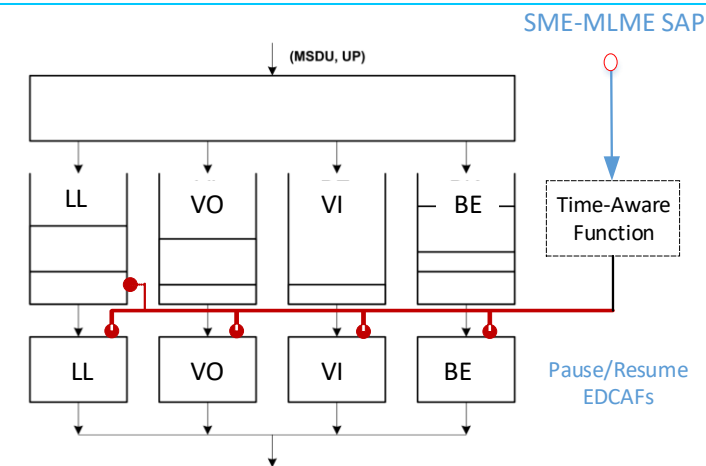 SME-MLME SAP
(MSDU, UP)
LL
VO
VI
BE
Time-Aware
Function
LL
VO
VI
BE
Pause/Resume
EDCAFs